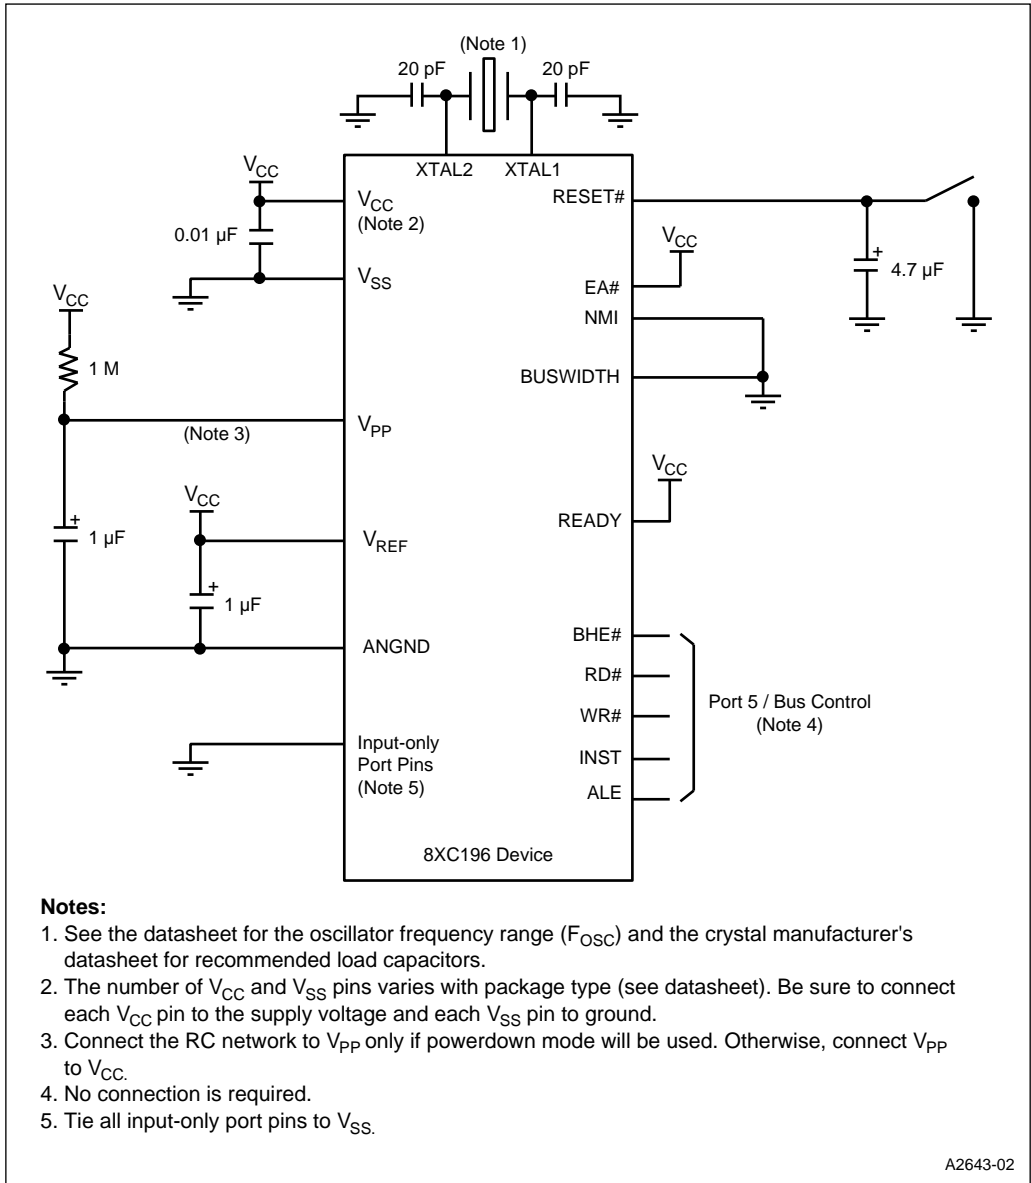 (Note 1)
20 pF
20 pF
XTAL2
XTAL1
VCC
VCC
(Note 2)
0.01 µF
VSS
VCC
1 M
(Note 3)
VPP
1 µF
VCC
VREF
1 µF
ANGND
Input-only
Port Pins
(Note 5)
RESET#
4.7 µF
VCC
EA#
NMI
BUSWIDTH
VCC
READY
BHE#
RD#
WR#
INST
ALE
Port 5 / Bus Control
(Note 4)
8XC196 Device
Notes:
1. See the datasheet for the oscillator frequency range (FOSC) and the crystal manufacturer's
datasheet for recommended load capacitors.
2. The number of VCC and VSS pins varies with package type (see datasheet). Be sure to connect
each VCC pin to the supply voltage and each VSS pin to ground.
3. Connect the RC network to VPP only if powerdown mode will be used. Otherwise, connect VPP
to VCC.
4. No connection is required.
5. Tie all input-only port pins to VSS.
A2643-02